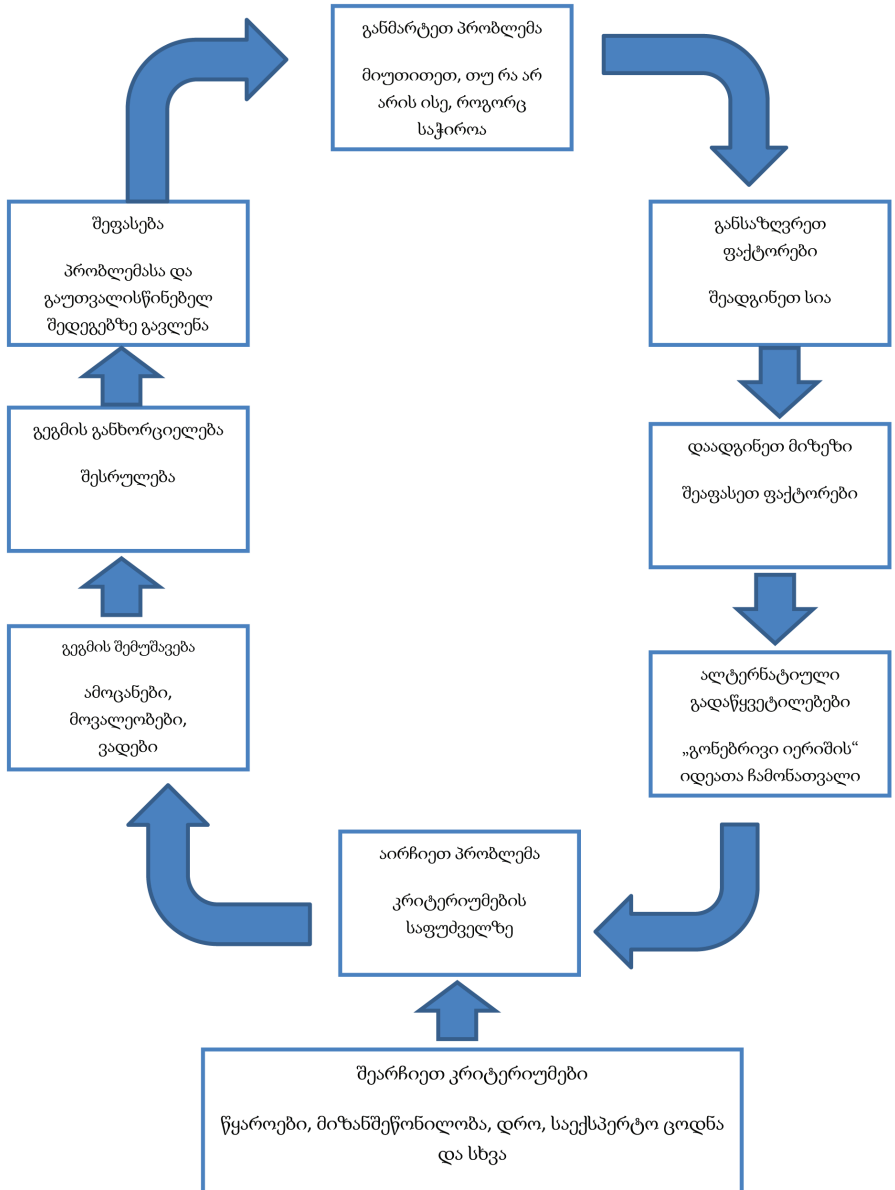 განმარტეთ პრობლემა
მიუთითეთ, თუ რა არ
არის ისე, როგორც
საჭიროა
განსაზღვრეთ
ფაქტორები
შეადგინეთ სია
დაადგინეთ მიზეზი
შეაფასეთ ფაქტორები
ალტერნატიული
გადაწყვეტილებები
„გონებრივი იერიშის“
იდეათა ჩამონათვალი
აირჩიეთ პრობლემა
კრიტერიუმების
საფუძველზე
შეარჩიეთ კრიტერიუმები
წყაროები, მიზანშეწონილობა, დრო, საექსპერტო ცოდნა
და სხვა
გეგმის შემუშავება
ამოცანები,
მოვალეობები,
ვადები
გეგმის განხორციელება
შესრულება
შეფასება
პრობლემასა და
გაუთვალისწინებელ
შედეგებზე გავლენა